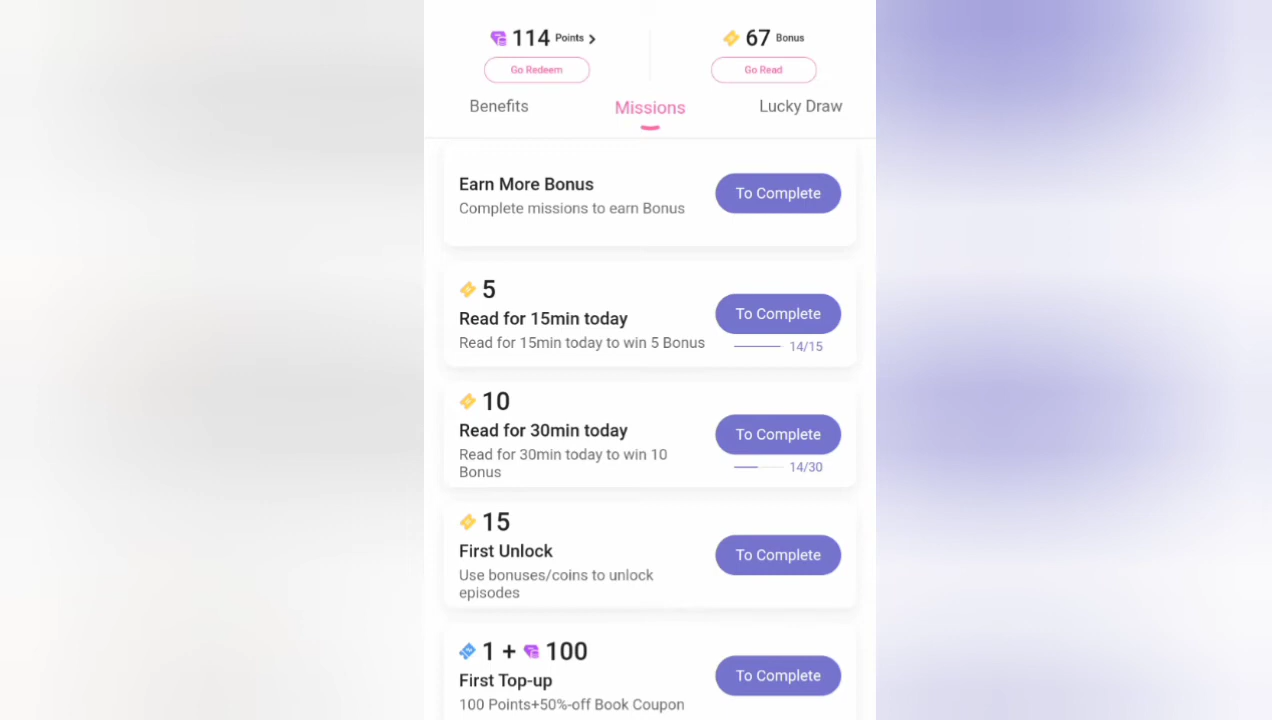 114 Points > 67 Bonus
Go Redeem Go Read
Benefits Missions Lucky Draw
Earn More Bonus
Complete missions to earn Bonus
To Complete
5
Read for 15min today
Read for 15min today to win 5 Bonus
To Complete
14/15
10
Read for 30min today
Read for 30min today to win 10
Bonus
To Complete
14/30
15
First Unlock
Use bonuses/coins to unlock
episodes
To Complete
1 + 100
First Top-up
100 Points+50%-off Book Coupon
To Complete